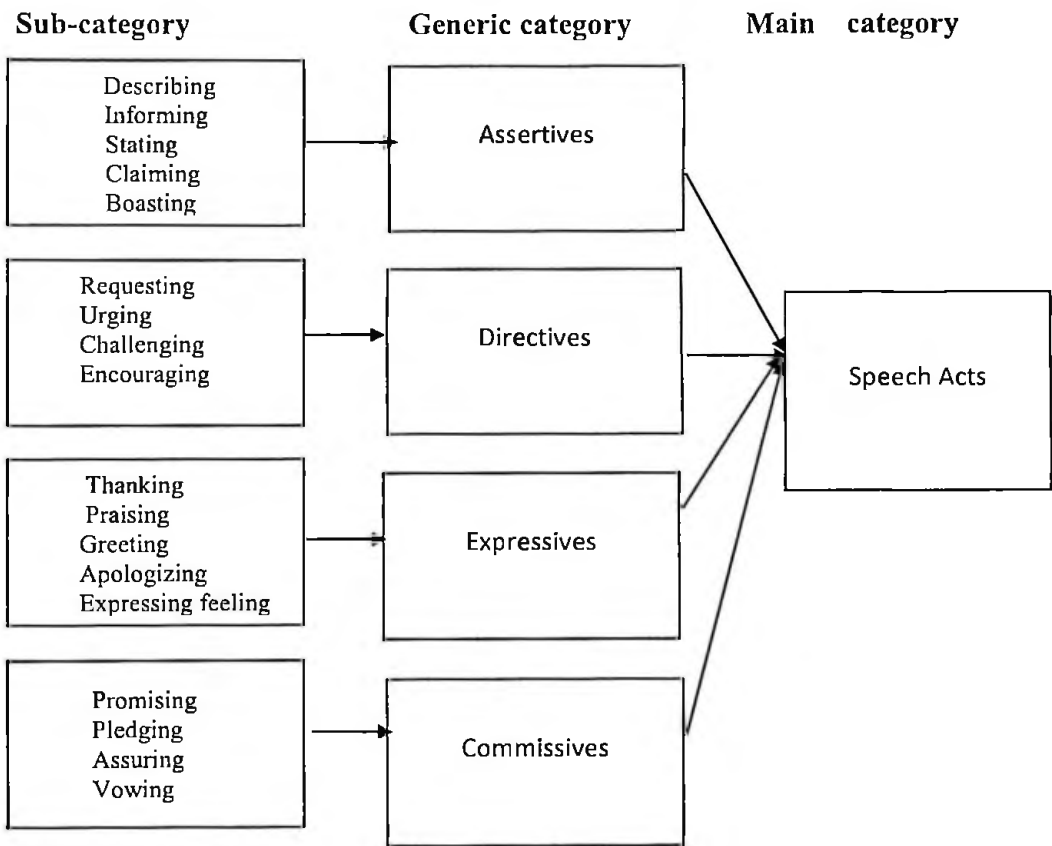 Sub-category
Generic category
Main category
Describing
Informing
Stating
Claiming
Boasting
Assertives
Requesting
Urging
Challenging
Encouraging
Directives
Speech Acts
Thanking
Praising
Greeting
Apologizing
Expressing feeling
Expressives
Promising
Pledging
Assuring
Vowing
Commissives